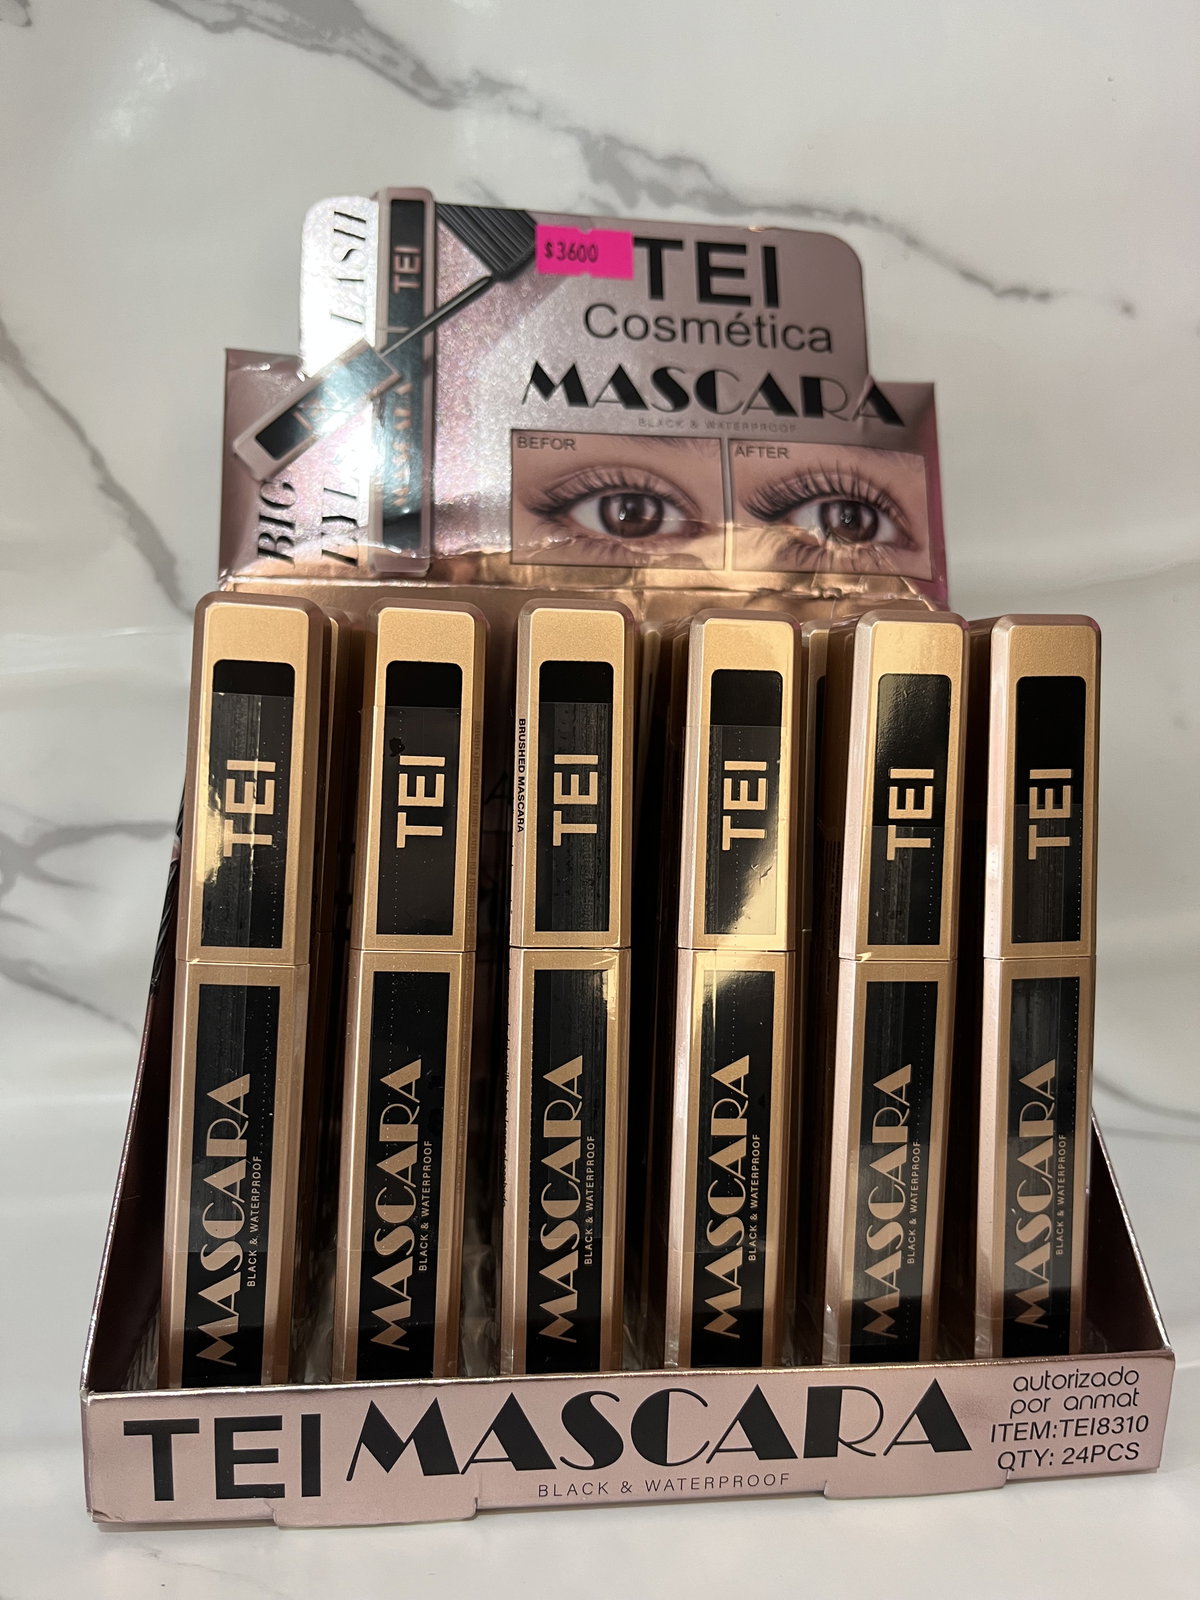 BIG LASH
TEI
$3600
TEI
Cosmética
MASCARA
BLACK & WATERPROOF
BEFOR
AFTER
TEI
TEI
TEI
TEI
TEI
TEI
BRUSHED MASCARA
MASCARA
BLACK & WATERPROOF
MASCARA
BLACK & WATERPROOF
MASCARA
BLACK & WATERPROOF
MASCARA
BLACK & WATERPROOF
MASCARA
BLACK & WATERPROOF
MASCARA
BLACK & WATERPROOF
TEI MASCARA
BLACK & WATERPROOF
autorizado
por anmat
ITEM:TEI8310
QTY: 24PCS